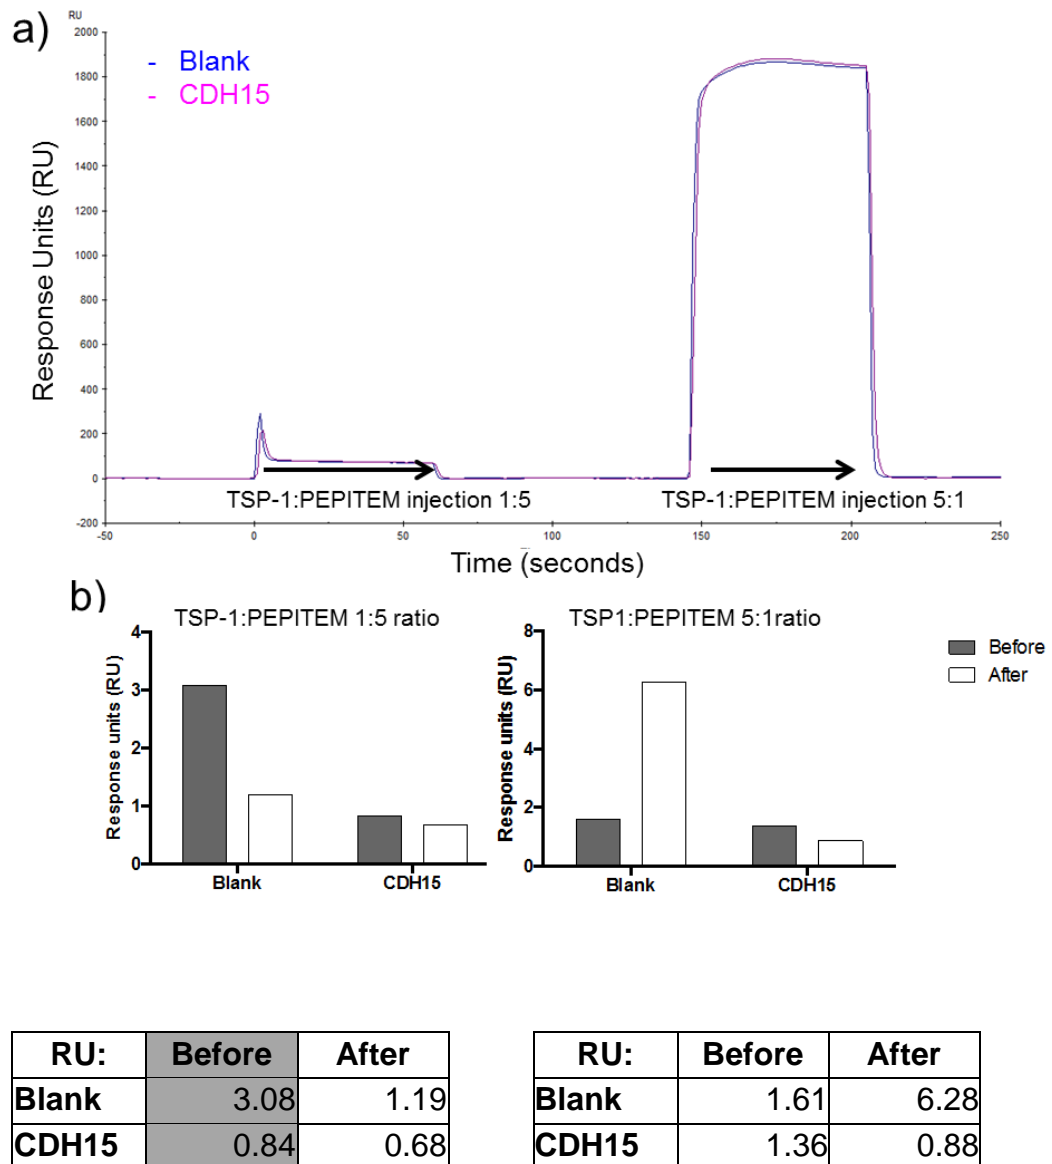 a)
RU
2000
1800
1600
1400
1200
1000
800
600
400
200
0
-200
Response Units (RU)
- Blank
- CDH15
TSP-1:PEPITEM injection 1:5
TSP-1:PEPITEM injection 5:1
-50 0 50 100 150 200 250
Time (seconds)
b)
TSP-1:PEPITEM 1:5 ratio
4
3
2
1
0
Response units (RU)
Blank CDH15
TSP1:PEPITEM 5:1ratio
8
6
4
2
0
Response units (RU)
Blank CDH15
Before
After
RU: Before After
Blank 3.08 1.19
CDH15 0.84 0.68
RU: Before After
Blank 1.61 6.28
CDH15 1.36 0.88